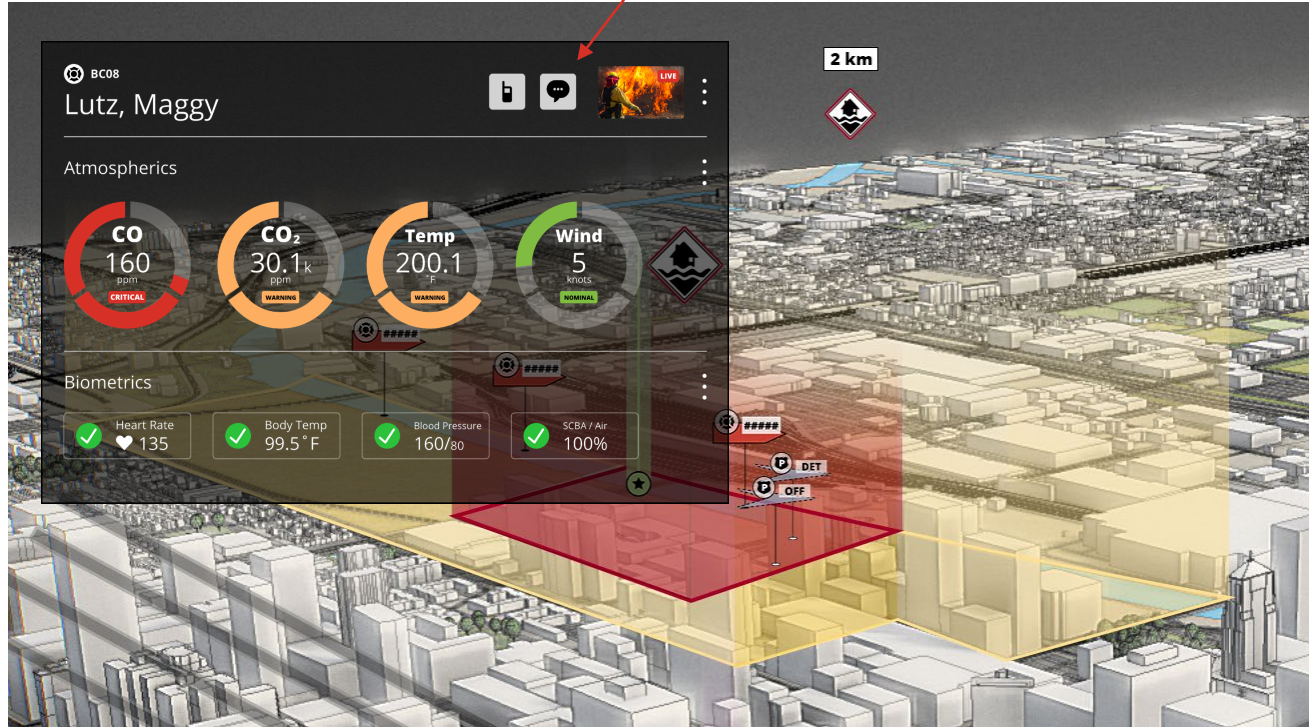 BC08
Lutz, Maggy
LIVE
2 km
Atmospherics
CO
160
ppm
CRITICAL
CO₂
30.1k
ppm
WARNING
Temp
200.1
°F
WARNING
Wind
5
knots
NOMINAL
#####
#####
Biometrics
Heart Rate
135
Body Temp
99.5°F
Blood Pressure
160/80
SCBA / Air
100%
#####
P DET
P OFF